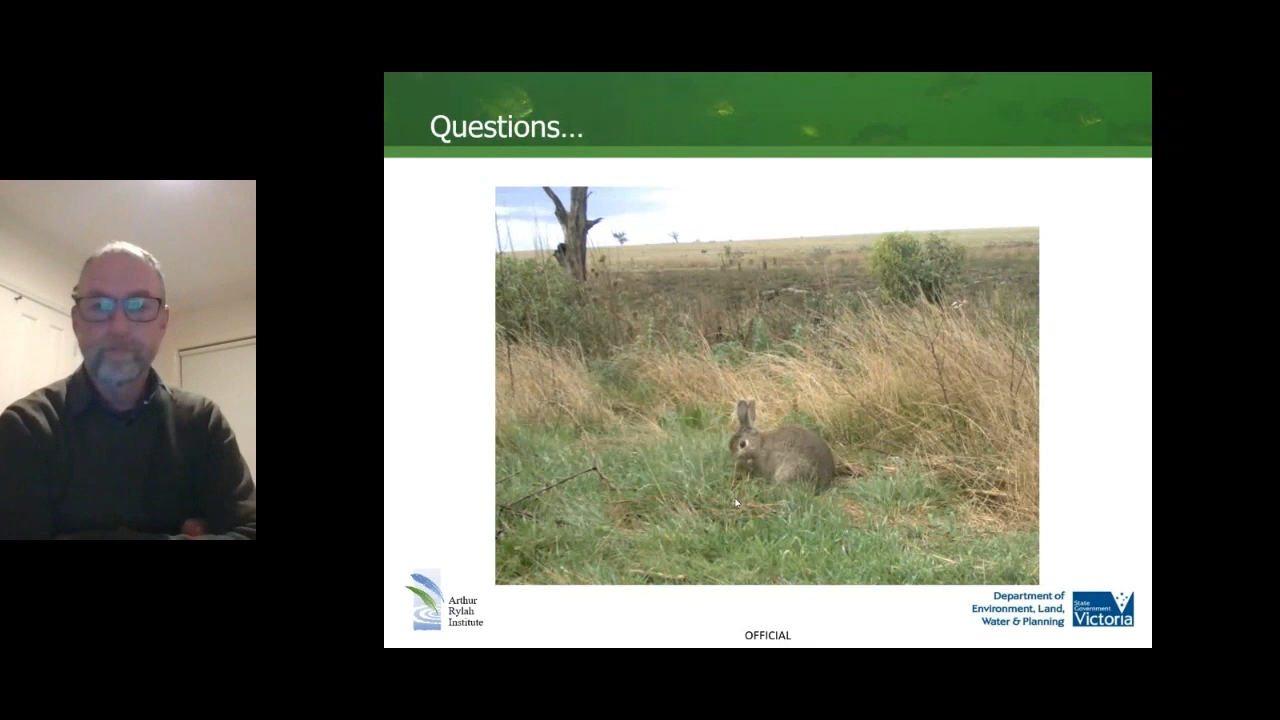 Questions...
Arthur
Rylah
Institute
Department of
Environment, Land,
Water & Planning
State
Government
Victoria
OFFICIAL